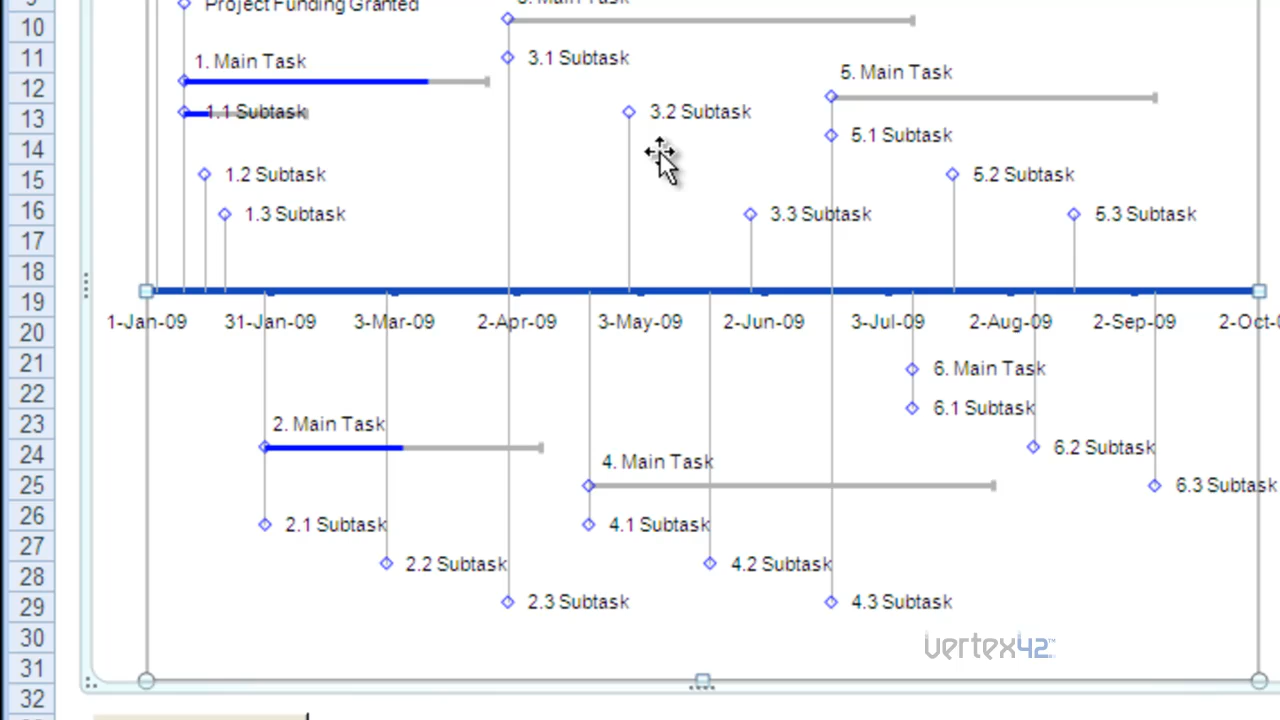 Project Funding Granted
3. Main Task
10
11
12
13
14
15
16
17
18
19
20
21
22
23
24
25
26
27
28
29
30
31
32
1. Main Task
3.1 Subtask
5. Main Task
1.1 Subtask
3.2 Subtask
5.1 Subtask
1.2 Subtask
5.2 Subtask
1.3 Subtask
3.3 Subtask
5.3 Subtask
1-Jan-09 31-Jan-09 3-Mar-09 2-Apr-09 3-May-09 2-Jun-09 3-Jul-09 2-Aug-09 2-Sep-09
6. Main Task
6.1 Subtask
2. Main Task
6.2 Subtask
4. Main Task
6.3 Subtask
2.1 Subtask
4.1 Subtask
2.2 Subtask
4.2 Subtask
2.3 Subtask
4.3 Subtask
vertex42